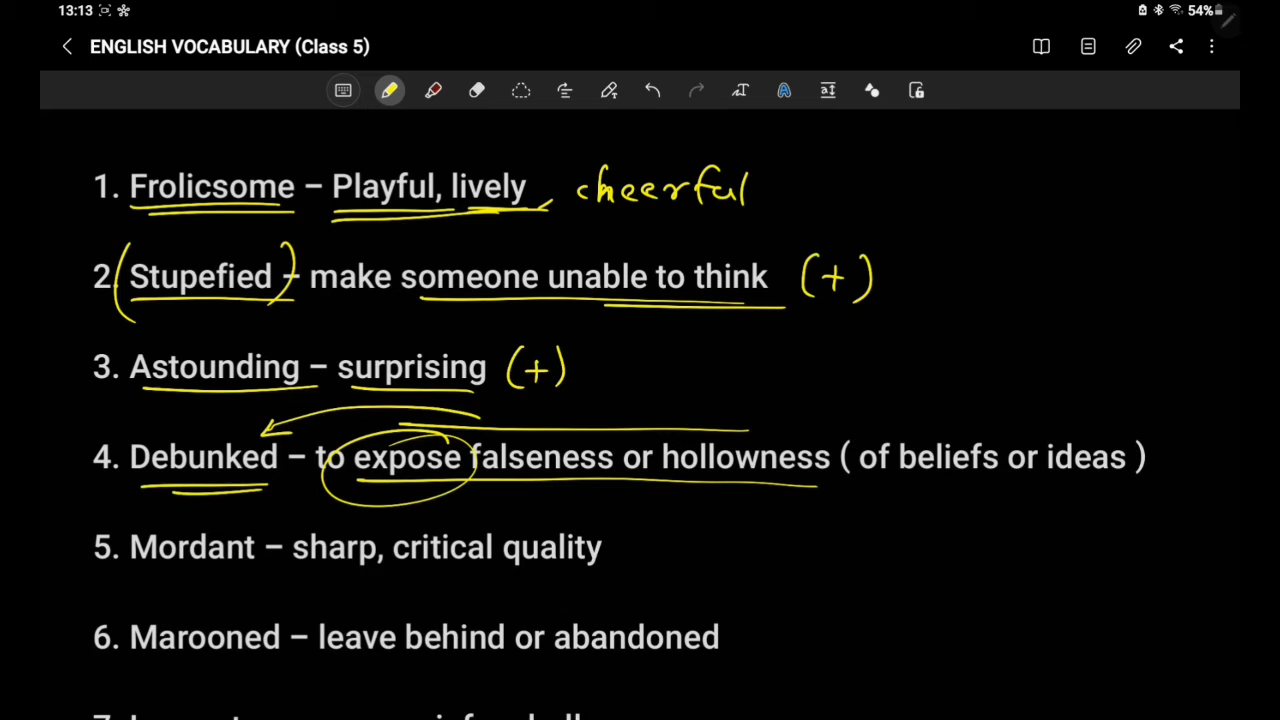 13:13 54%
ENGLISH VOCABULARY (Class 5)
1. Frolicsome – Playful, lively cheerful
2. (Stupefied) – make someone unable to think (+)
3. Astounding – surprising (+)
4. Debunked – to expose falseness or hollowness ( of beliefs or ideas )
5. Mordant – sharp, critical quality
6. Marooned – leave behind or abandoned
7.